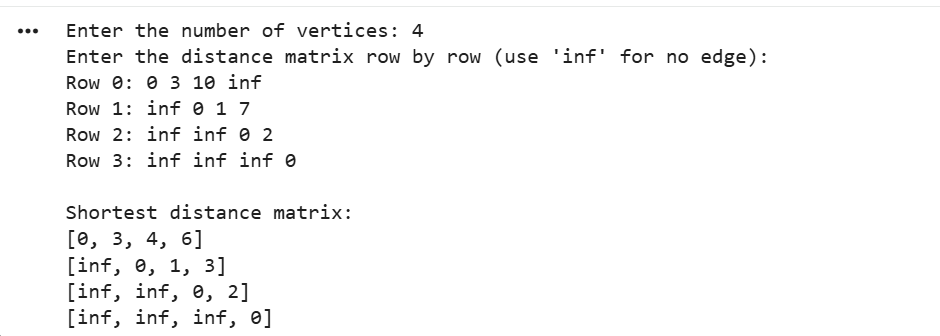 Enter the number of vertices: 4
Enter the distance matrix row by row (use 'inf' for no edge):
Row 0: 0 3 10 inf
Row 1: inf 0 1 7
Row 2: inf inf 0 2
Row 3: inf inf inf 0
Shortest distance matrix:
[0, 3, 4, 6]
[inf, 0, 1, 3]
[inf, inf, 0, 2]
[inf, inf, inf, 0]